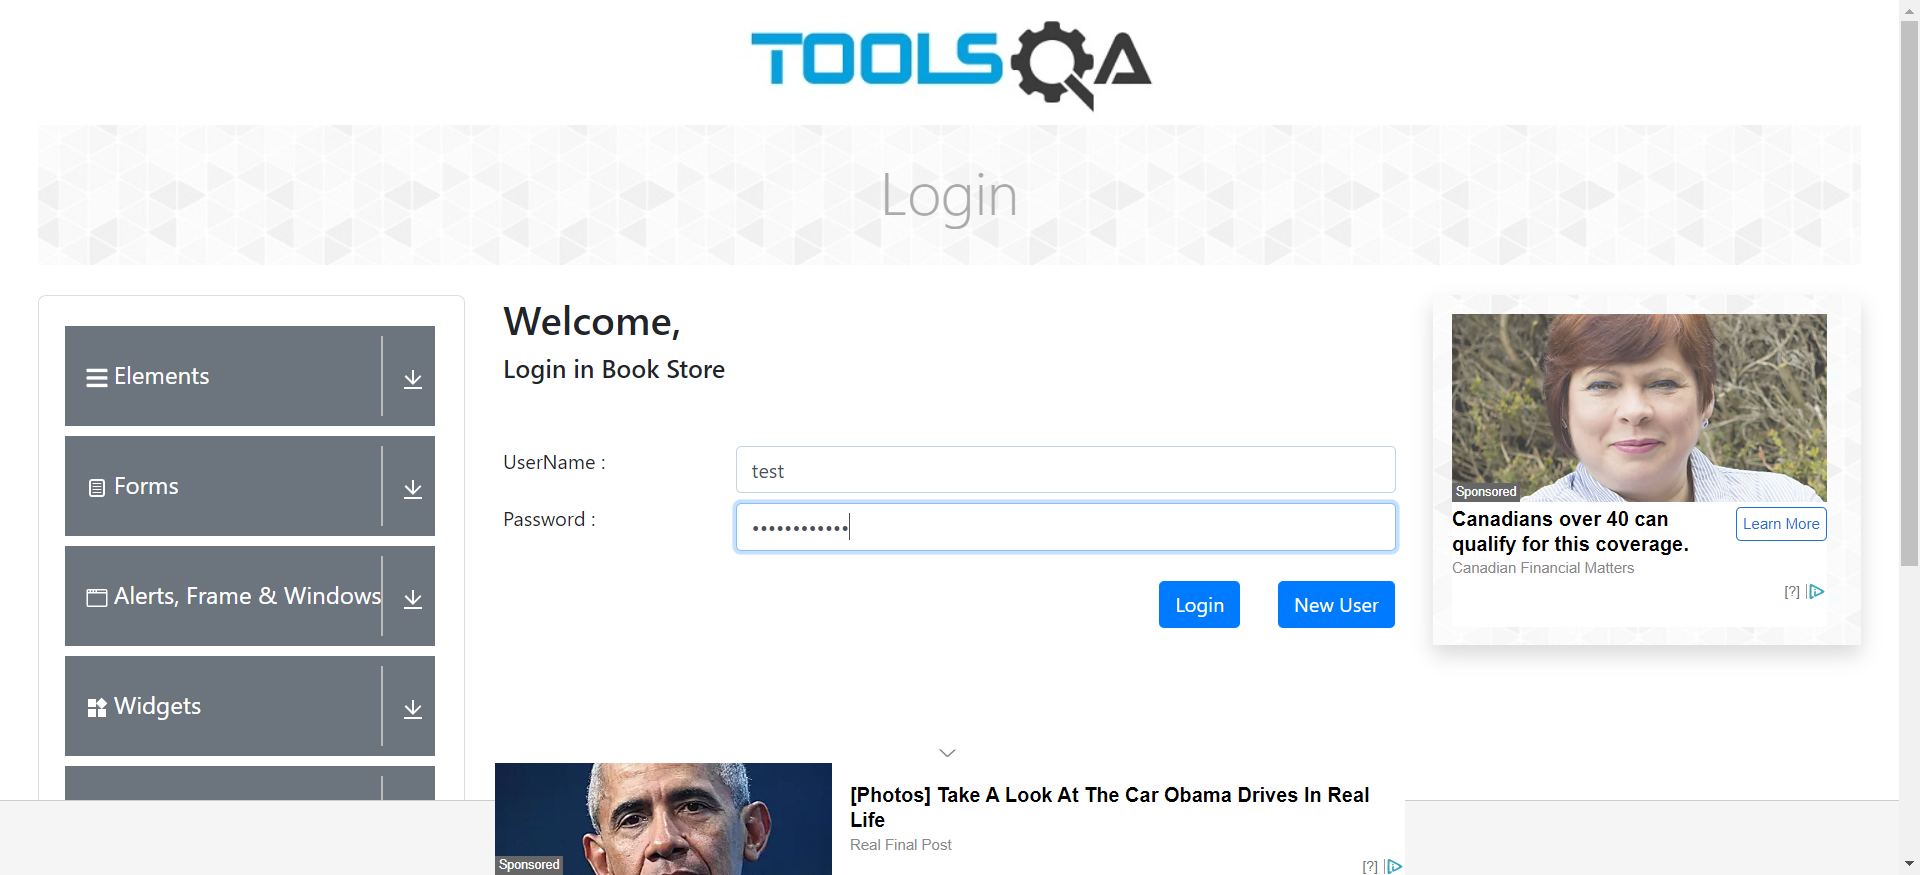 TOOLSQA
Login
Elements
Forms
Alerts, Frame & Windows
Widgets
Welcome,
Login in Book Store
UserName :
test
Password :
••••••••••••
Login
New User
Sponsored
Canadians over 40 can
qualify for this coverage.
Learn More
Canadian Financial Matters
[?]
[Photos] Take A Look At The Car Obama Drives In Real
Life
Real Final Post
Sponsored
[?]